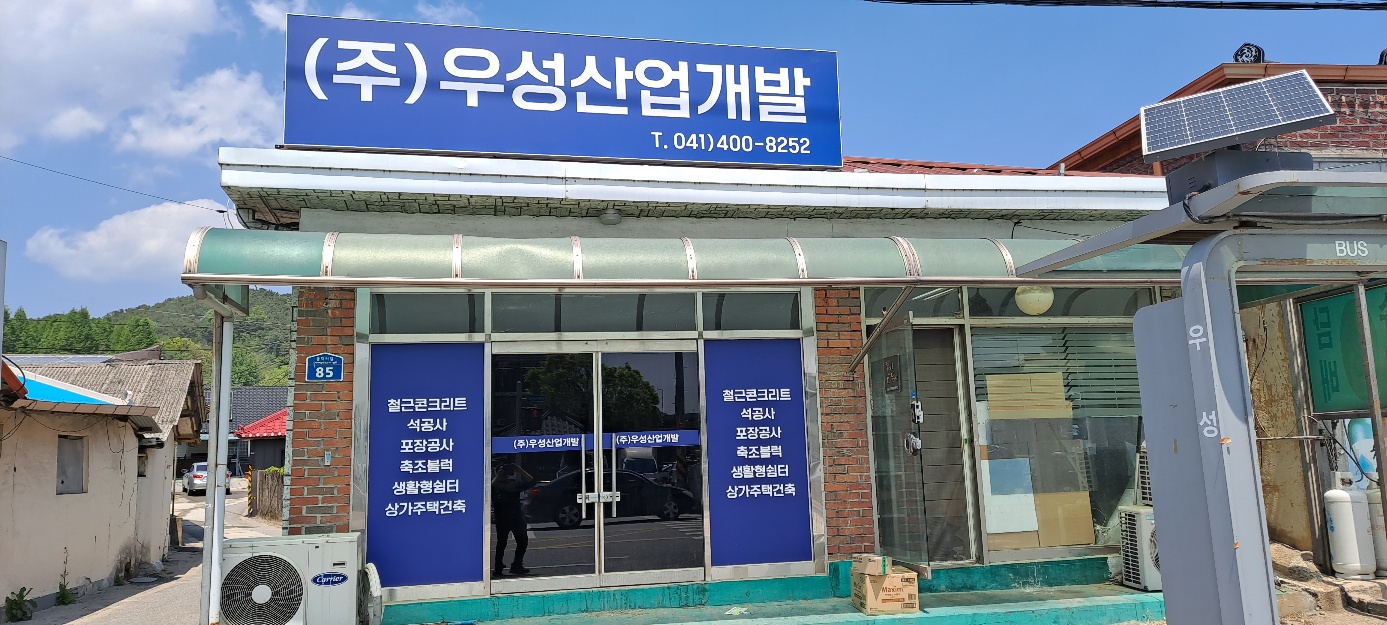 (주)우성산업개발
T. 041)400-8252
BUS
우성
85
철근콘크리트
석공사
포장공사
축조블럭
생활형쉼터
상가주택건축
(주)우성산업개발
(주)우성산업개발
철근콘크리트
석공사
포장공사
축조블럭
생활형쉼터
상가주택건축
담배
Carrier
Maxim